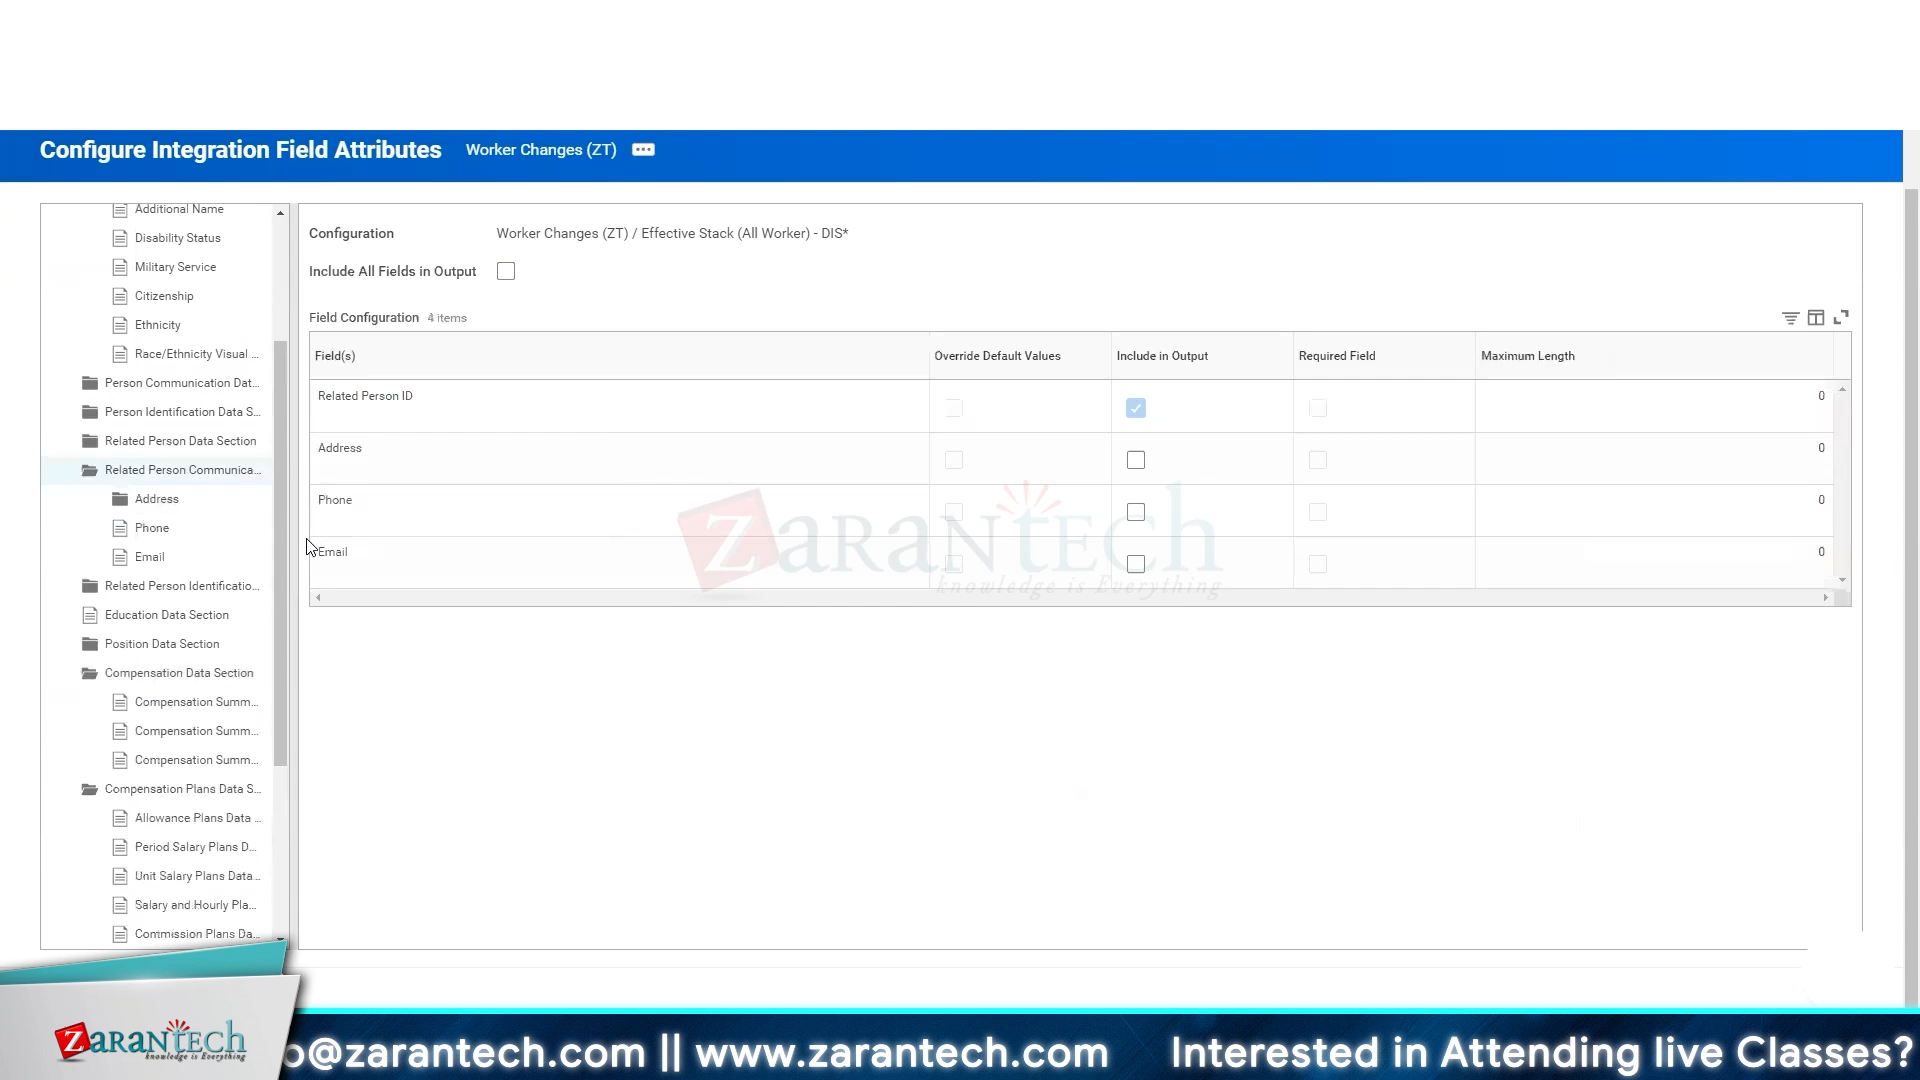 Configure Integration Field Attributes Worker Changes (ZT)
Additional Name
Disability Status
Military Service
Citizenship
Ethnicity
Race/Ethnicity Visual ...
Person Communication Dat...
Person Identification Data S...
Related Person Data Section
Related Person Communica...
Address
Phone
Email
Related Person Identificatio...
Education Data Section
Position Data Section
Compensation Data Section
Compensation Summ...
Compensation Summ...
Compensation Summ...
Compensation Plans Data S...
Allowance Plans Data ...
Period Salary Plans D...
Unit Salary Plans Data...
Salary and Hourly Pla...
Commission Plans Da...
Configuration Worker Changes (ZT) / Effective Stack (All Worker) - DIS*
Include All Fields in Output
Field Configuration 4 items
Field(s) Override Default Values Include in Output Required Field Maximum Length
Related Person ID 0
Address 0
Phone 0
Email 0
ZARANTECH
knowledge is Everything
ZARANTECH
knowledge is Everything
o@zarantech.com || www.zarantech.com Interested in Attending live Classes?